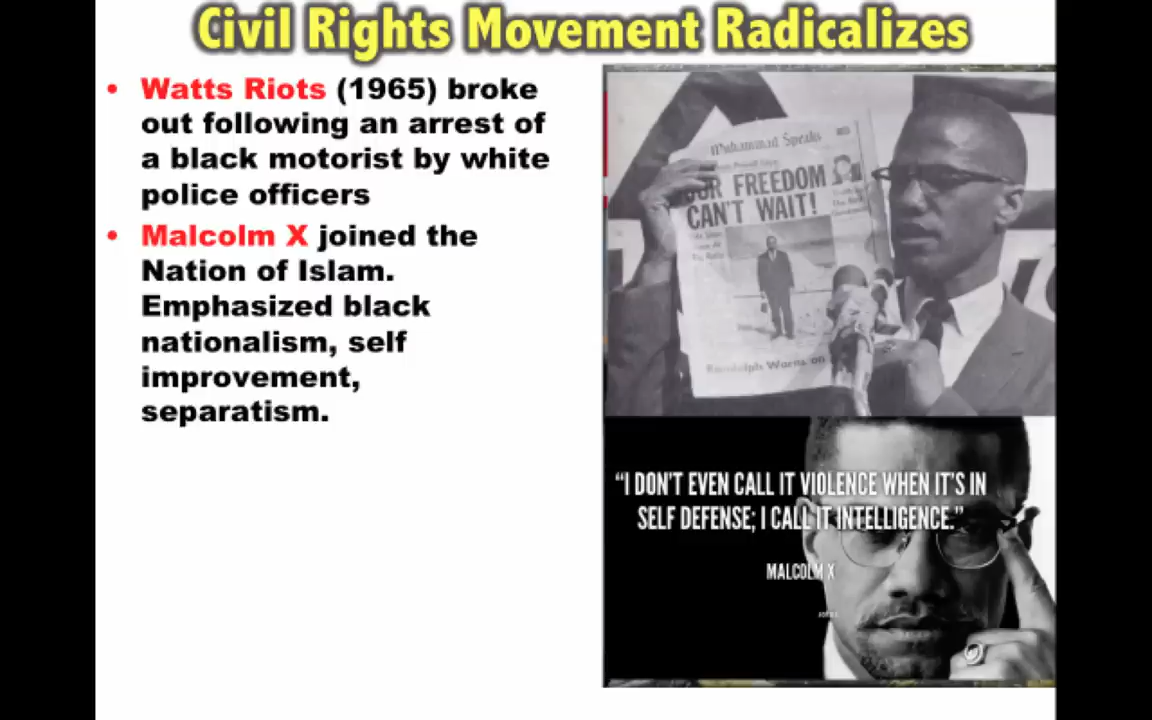 Civil Rights Movement Radicalizes
• Watts Riots (1965) broke
out following an arrest of
a black motorist by white
police officers
• Malcolm X joined the
Nation of Islam.
Emphasized black
nationalism, self
improvement,
separatism.
Muhammad Speaks
OUR FREEDOM
CAN'T WAIT!
Randolph Warns on
“I DON'T EVEN CALL IT VIOLENCE WHEN IT'S IN
SELF DEFENSE; I CALL IT INTELLIGENCE.”
MALCOLM X